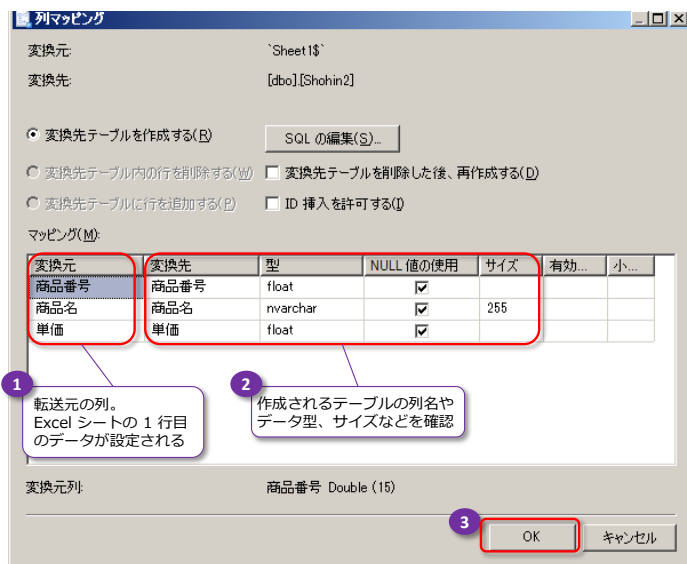 列マッピング
変換元:
`Sheet1$`
変換先:
[dbo].[Shohin2]
変換先テーブルを作成する(R)
SQL の編集(S)...
変換先テーブル内の行を削除する(W)
変換先テーブルを削除した後、再作成する(D)
変換先テーブルに行を追加する(P)
ID 挿入を許可する(I)
マッピング(M):
変換元 変換先 型 NULL 値の使用 サイズ 有効... 小...
商品番号 商品番号 float
商品名 商品名 nvarchar 255
単価 単価 float
1
転送元の列。
Excel シートの 1 行目
のデータが設定される
2
作成されるテーブルの列名や
データ型、サイズなどを確認
変換元列:
商品番号 Double (15)
3
OK
キャンセル